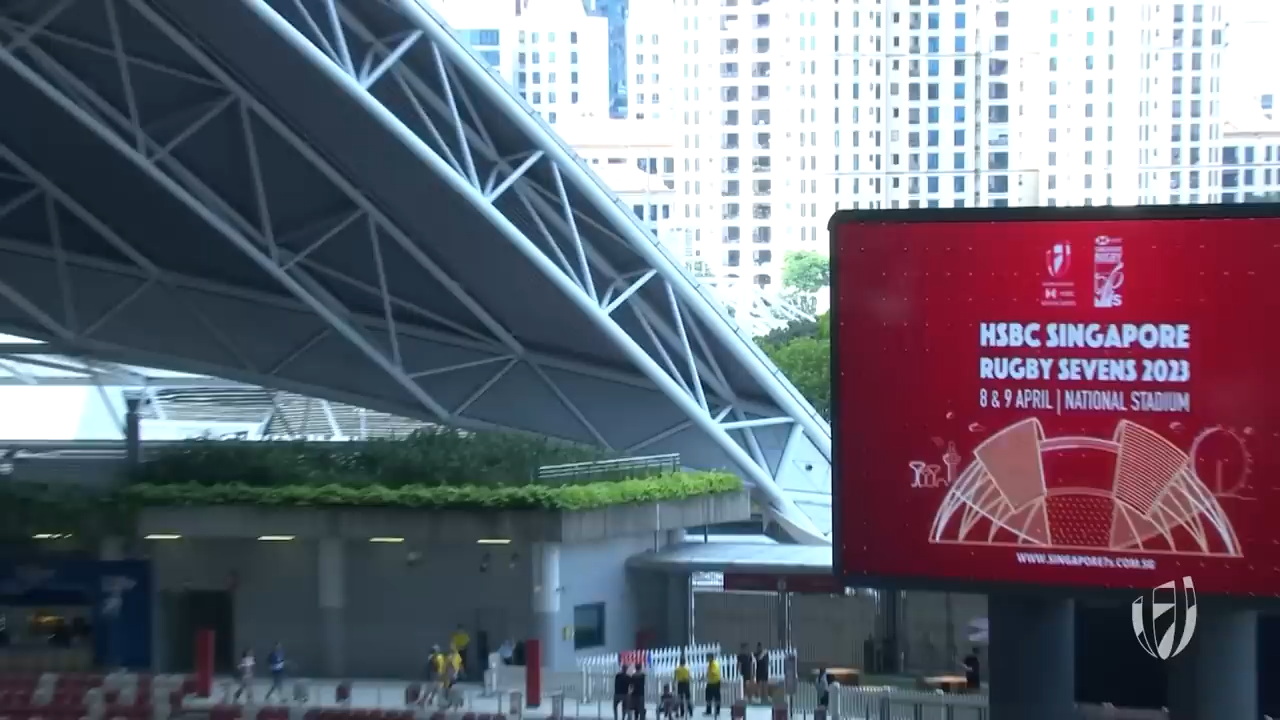 HSBC SINGAPORE
RUGBY SEVENS 2023
8 & 9 APRIL | NATIONAL STADIUM
WWW.SINGAPORE7s.COM.SG